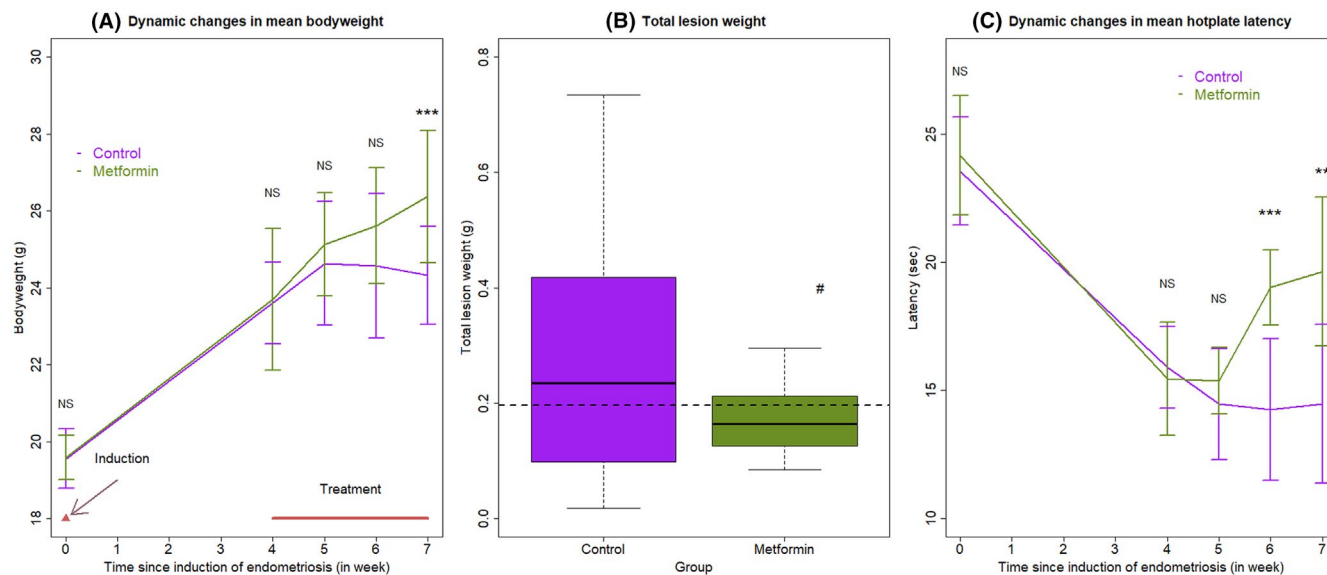 (A) Dynamic changes in mean bodyweight
30
28
26
24
22
20
18
Bodyweight (g)
Control
Metformin
NS
NS
NS
NS
***
Induction
Treatment
0 1 2 3 4 5 6 7
Time since induction of endometriosis (in week)
(B) Total lesion weight
0.8
0.6
0.4
0.2
0.0
Total lesion weight (g)
#
Control Metformin
Group
(C) Dynamic changes in mean hotplate latency
25
20
15
10
Latency (sec)
Control
Metformin
NS
NS
NS
***
**
0 1 2 3 4 5 6 7
Time since induction of endometriosis (in week)